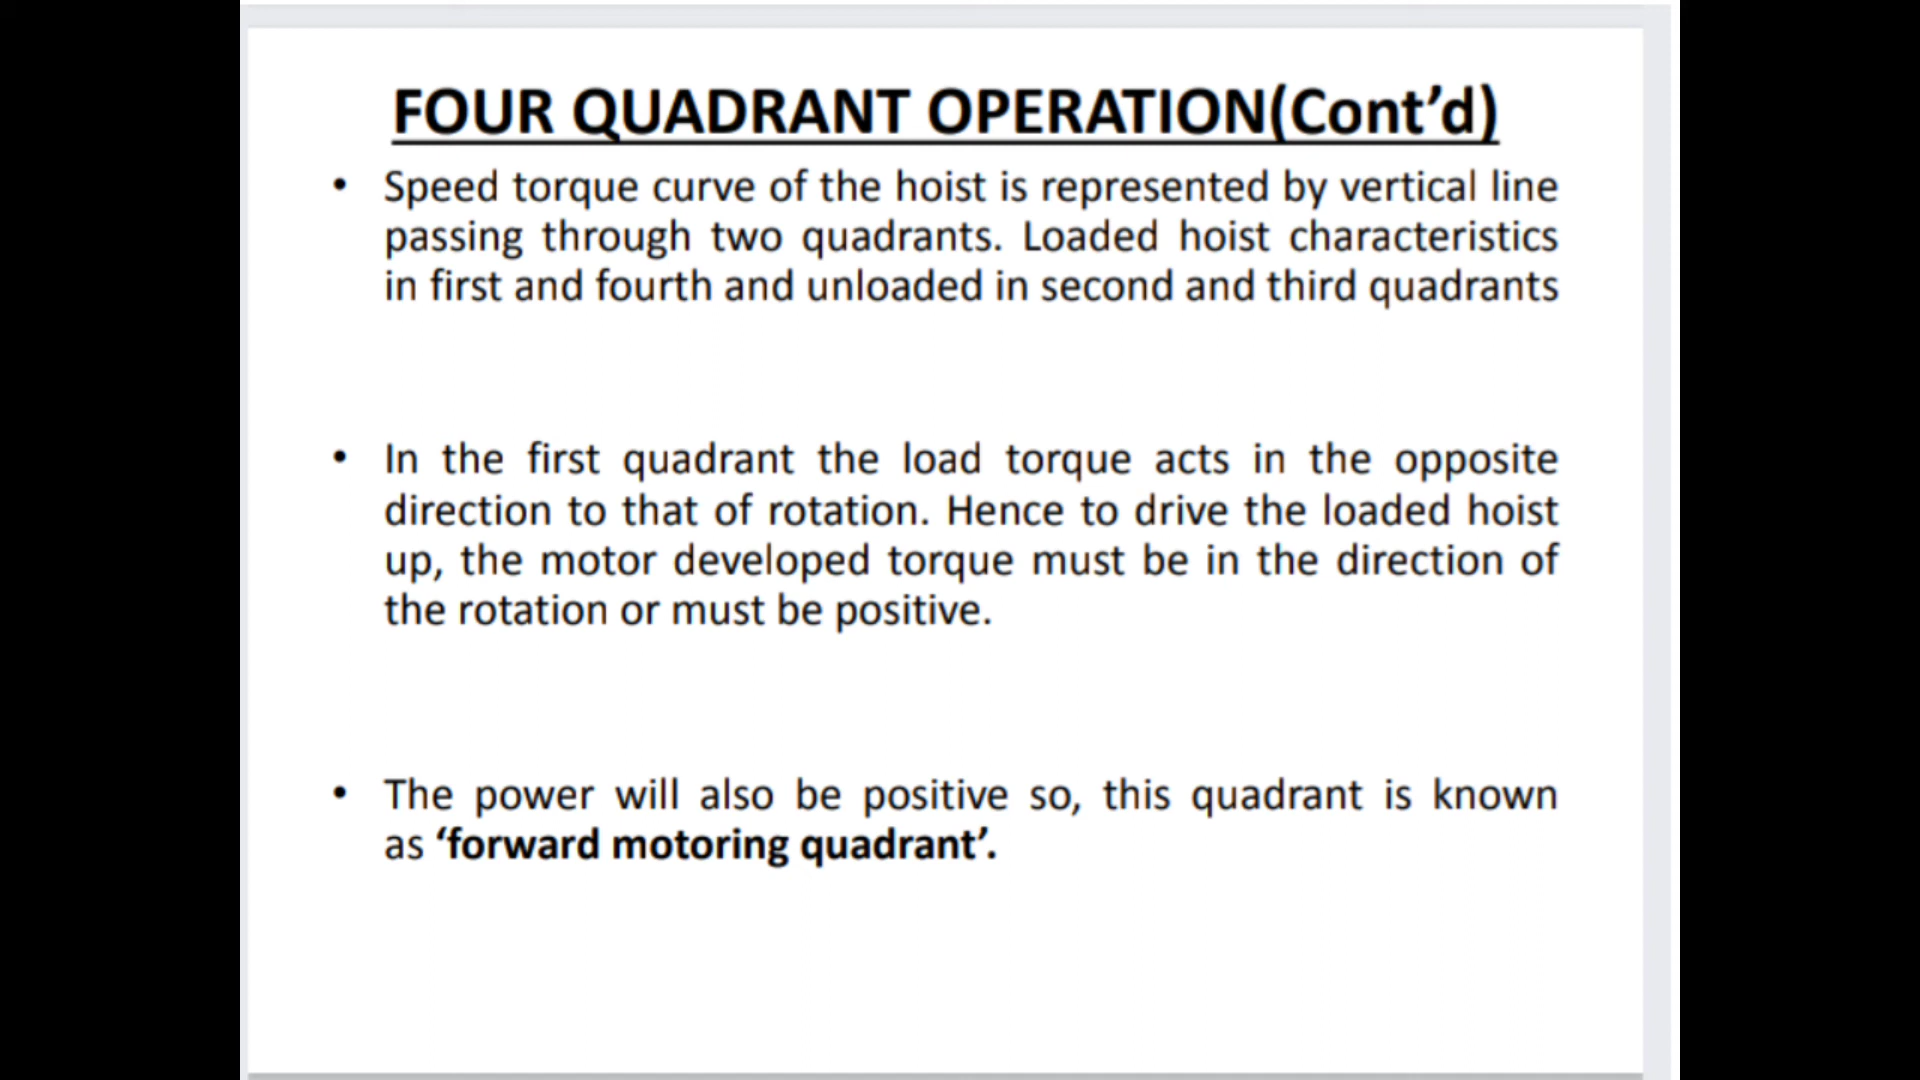 FOUR QUADRANT OPERATION(Cont’d)
• Speed torque curve of the hoist is represented by vertical line
passing through two quadrants. Loaded hoist characteristics
in first and fourth and unloaded in second and third quadrants
• In the first quadrant the load torque acts in the opposite
direction to that of rotation. Hence to drive the loaded hoist
up, the motor developed torque must be in the direction of
the rotation or must be positive.
• The power will also be positive so, this quadrant is known
as ‘forward motoring quadrant’.